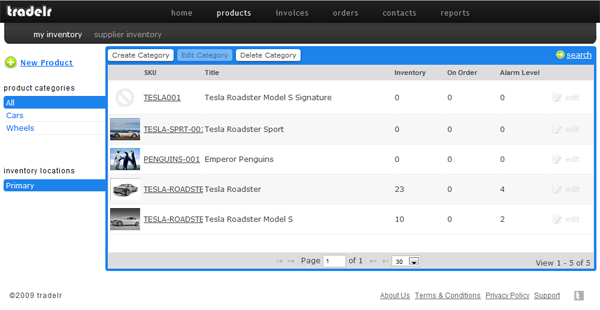 tradelr home products invoices orders contacts reports
my inventory supplier inventory
New Product
product categories
All
Cars
Wheels
inventory locations
Primary
Create Category Edit Category Delete Category search
SKU Title Inventory On Order Alarm Level
TESLA001 Tesla Roadster Model S Signature 0 0 0 edit
TESLA-SPRT-00 Tesla Roadster Sport 0 0 0 edit
PENGUINS-001 Emperor Penguins 0 0 0 edit
TESLA-ROADSTE Tesla Roadster 23 0 4 edit
TESLA-ROADSTE Tesla Roadster Model S 10 0 2 edit
Page 1 of 1 30 View 1 - 5 of 5
©2009 tradelr About Us Terms & Conditions Privacy Policy Support t